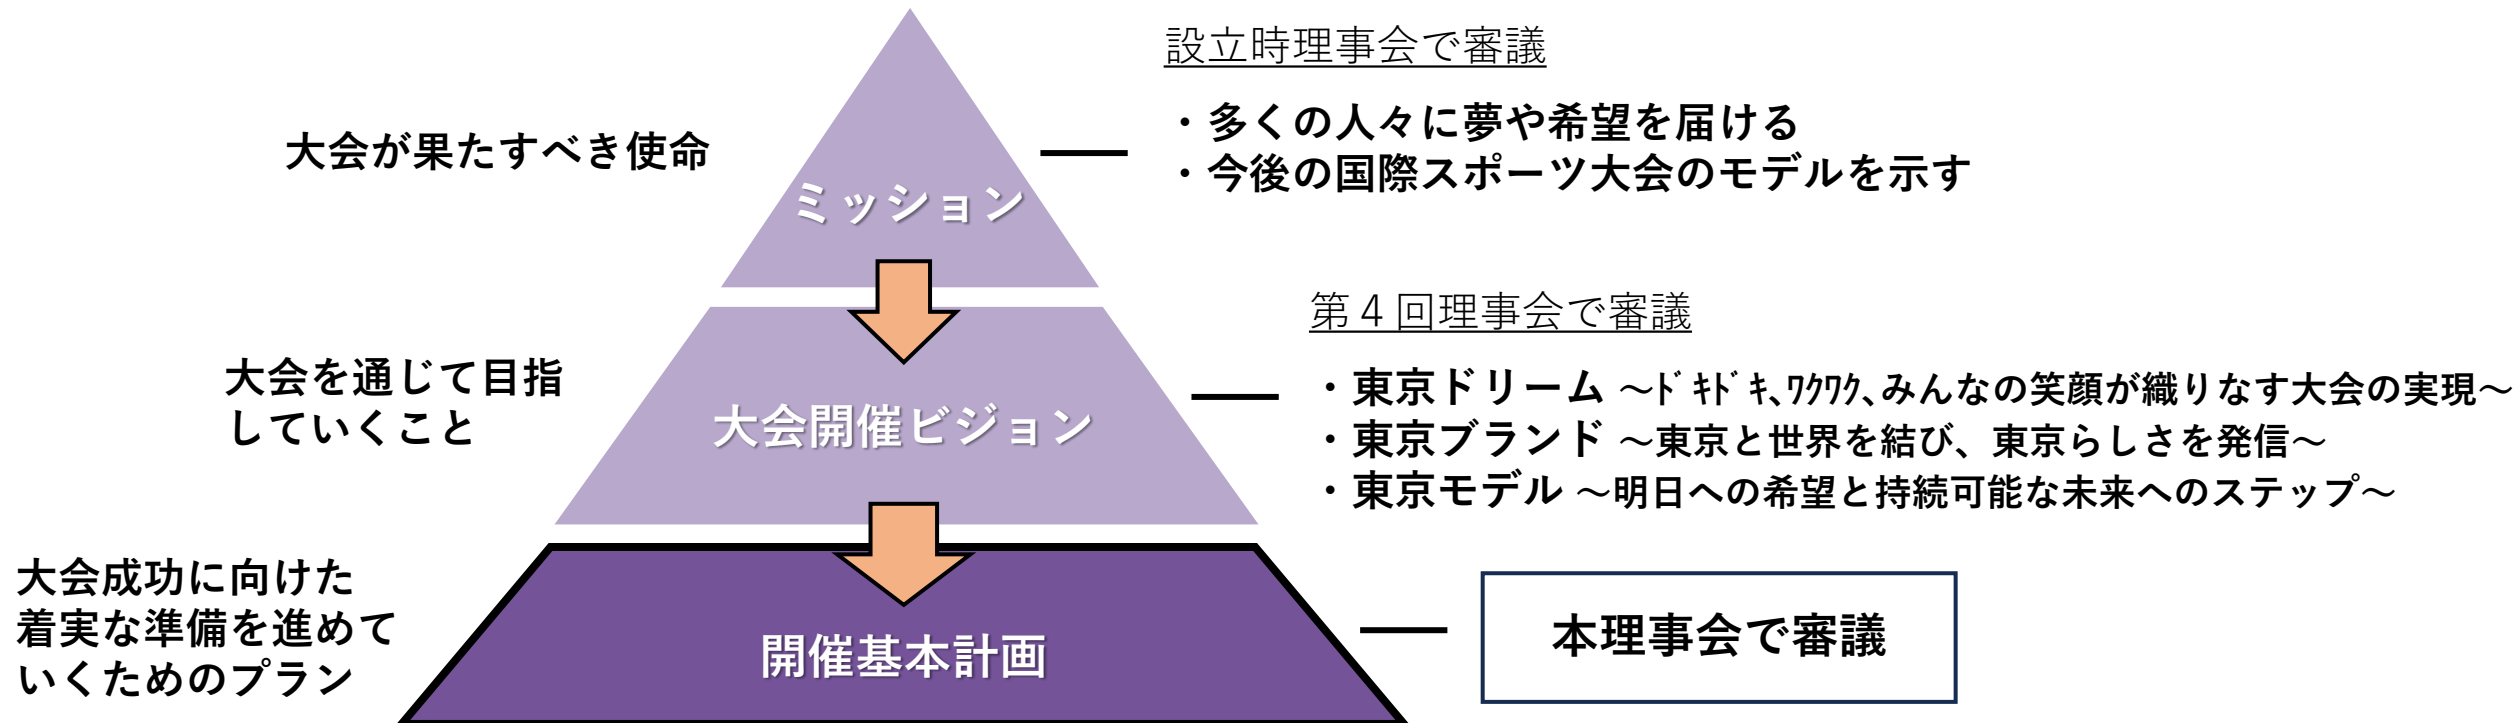 設立時理事会で審議
大会が果たすべき使命
・多くの人々に夢や希望を届ける
・今後の国際スポーツ大会のモデルを示す
ミッション
第４回理事会で審議
大会を通じて目指
していくこと
大会開催ビジョン
・東京ドリーム ～ﾄﾞｷﾄﾞｷ､ﾜｸﾜｸ､みんなの笑顔が織りなす大会の実現～
・東京ブランド ～東京と世界を結び、東京らしさを発信～
・東京モデル ～明日への希望と持続可能な未来へのステップ～
大会成功に向けた
着実な準備を進めて
いくためのプラン
開催基本計画
本理事会で審議